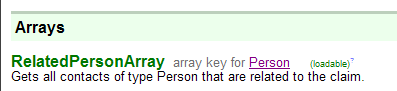 Arrays
RelatedPersonArray array key for Person (loadable)?
Gets all contacts of type Person that are related to the claim.